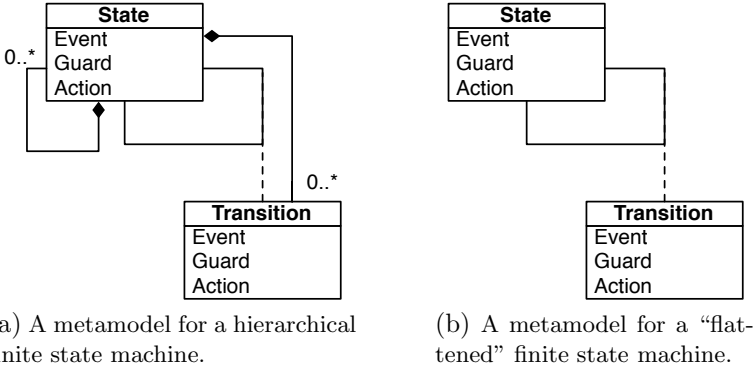 State
Event
Guard
Action
0..*
0..*
Transition
Event
Guard
Action
a) A metamodel for a hierarchical
inite state machine.
State
Event
Guard
Action
Transition
Event
Guard
Action
(b) A metamodel for a “flat-
tened” finite state machine.